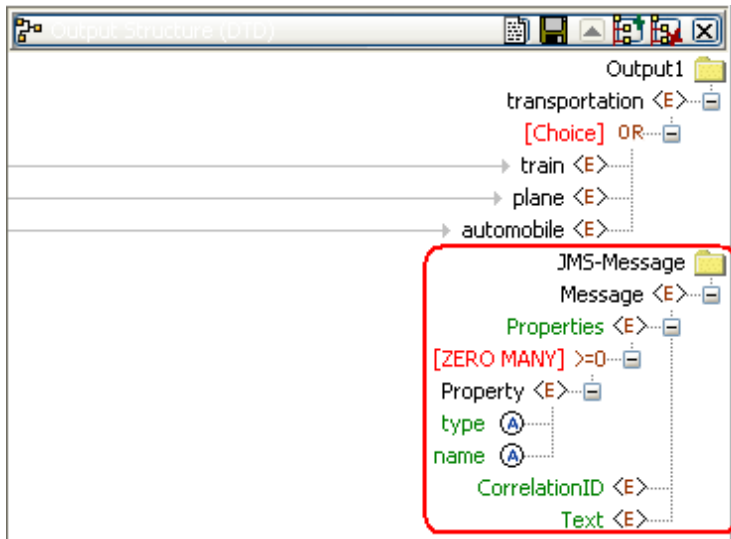 Output Structure (DTD)
Output1
transportation <E>
[Choice] OR
train <E>
plane <E>
automobile <E>
JMS-Message
Message <E>
Properties <E>
[ZERO MANY] >=0
Property <E>
type A
name A
CorrelationID <E>
Text <E>